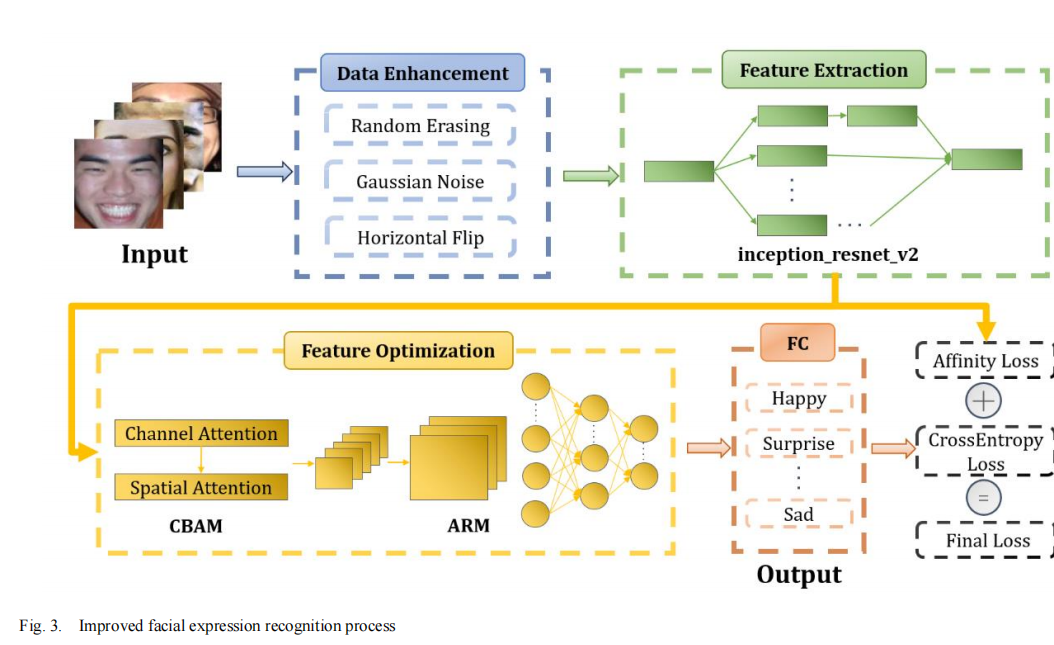 Data Enhancement
Random Erasing
Gaussian Noise
Horizontal Flip
Input
Feature Extraction
inception_resnet_v2
Feature Optimization
Channel Attention
Spatial Attention
CBAM
ARM
FC
Happy
Surprise
Sad
Output
Affinity Loss
+
CrossEntropy
Loss
=
Final Loss
Fig. 3. Improved facial expression recognition process